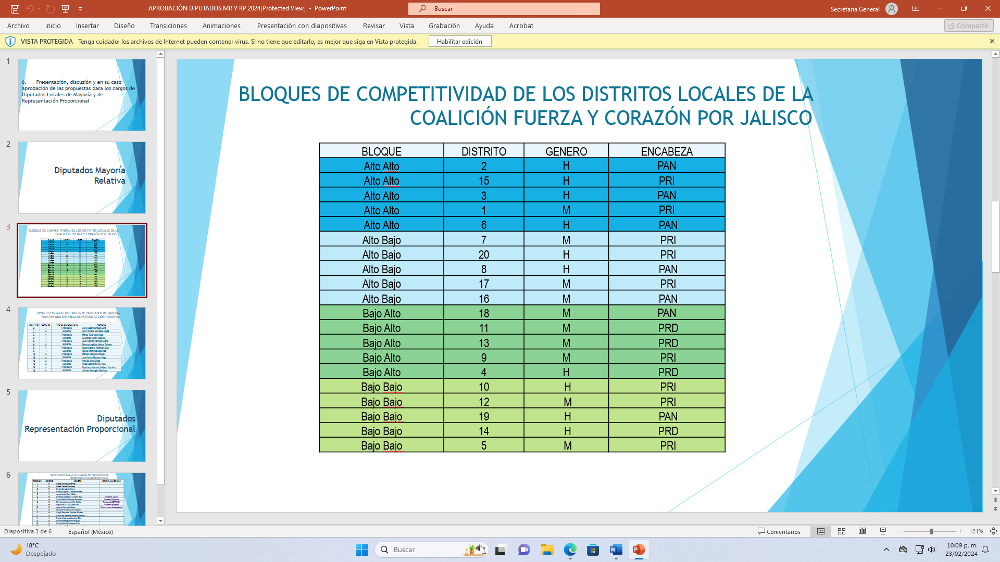 APROBACIÓN DIPUTADOS MR Y RP 2024[Protected View] - PowerPoint
Buscar
Secretaria General
Archivo Inicio Insertar Diseño Transiciones Animaciones Presentación con diapositivas Revisar Vista Grabación Ayuda Acrobat
Compartir
VISTA PROTEGIDA Tenga cuidado: los archivos de Internet pueden contener virus. Si no tiene que editarlo, es mejor que siga en Vista protegida. Habilitar edición
1
6. Presentación, discusión y en su caso
aprobación de las propuestas para los cargos de
Diputados Locales de Mayoría y de
Representación Proporcional
2
Diputados Mayoría
Relativa
3
BLOQUES DE COMPETITIVIDAD DE LOS DISTRITOS LOCALES DE LA
COALICIÓN FUERZA Y CORAZÓN POR JALISCO
4
PROPUESTAS PARA LOS CARGOS DE DIPUTADOS DE MAYORÍA
RELATIVA QUE ENCABEZA EL PARTIDO ACCIÓN NACIONAL
DISTRITO GENERO TIPO DE CANDIDATURA NOMBRE
5
Diputados
Representación Proporcional
6
PROPUESTAS PARA LOS CARGOS DE DIPUTADOS DE
REPRESENTACIÓN PROPORCIONAL
BLOQUES DE COMPETITIVIDAD DE LOS DISTRITOS LOCALES DE LA
COALICIÓN FUERZA Y CORAZÓN POR JALISCO
BLOQUE DISTRITO GENERO ENCABEZA
Alto Alto 2 H PAN
Alto Alto 15 H PRI
Alto Alto 3 H PAN
Alto Alto 1 M PRI
Alto Alto 6 H PAN
Alto Bajo 7 M PRI
Alto Bajo 20 H PRI
Alto Bajo 8 H PAN
Alto Bajo 17 M PRI
Alto Bajo 16 M PAN
Bajo Alto 18 M PAN
Bajo Alto 11 M PRD
Bajo Alto 13 M PRD
Bajo Alto 9 M PRI
Bajo Alto 4 H PRD
Bajo Bajo 10 H PRI
Bajo Bajo 12 M PRI
Bajo Bajo 19 H PAN
Bajo Bajo 14 H PRD
Bajo Bajo 5 M PRI
Diapositiva 3 de 6 Español (México)
Comentarios
121%
18°C
Despejado
Buscar
10:09 p. m.
23/02/2024